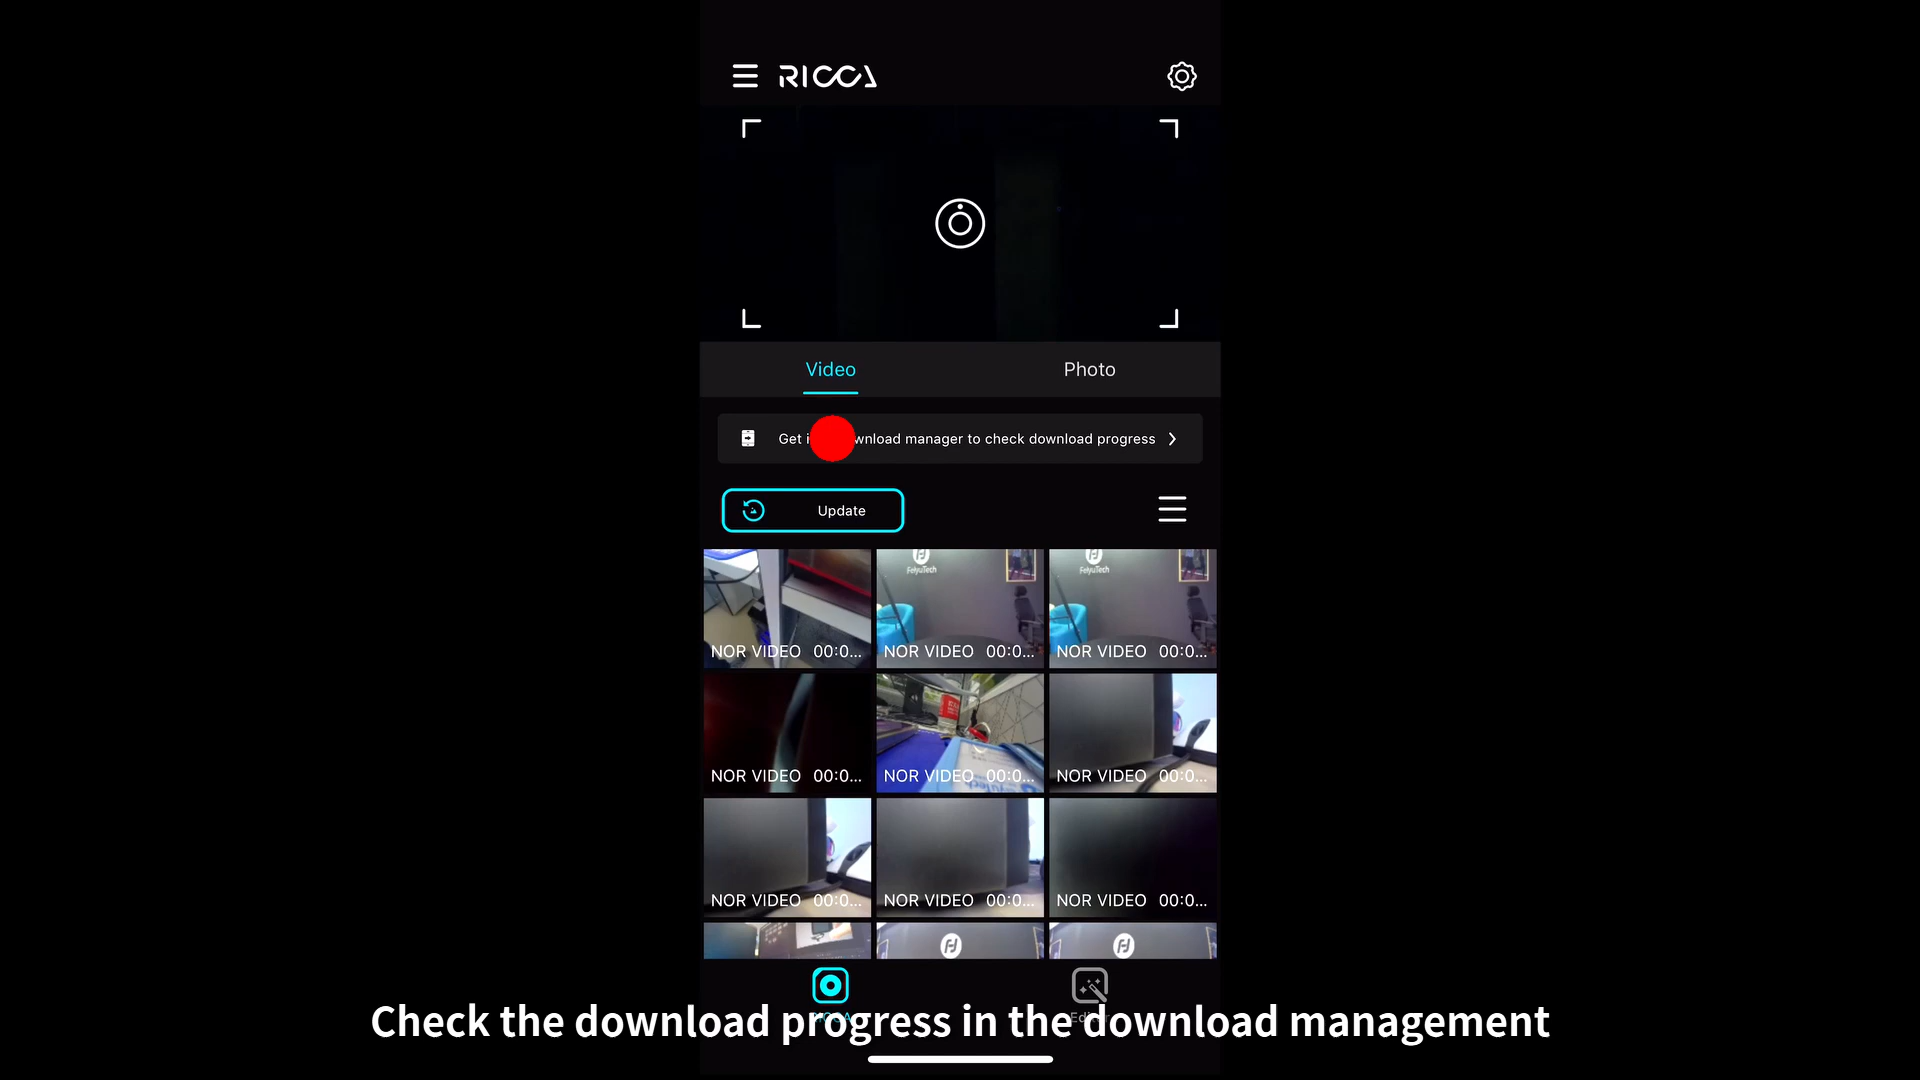 RICCA
Video
Photo
Get i wnload manager to check download progress
Update
FeiyuTech
FeiyuTech
NOR VIDEO 00:0...
NOR VIDEO 00:0...
NOR VIDEO 00:0...
NOR VIDEO 00:0...
NOR VIDEO 00:0...
NOR VIDEO 00:0...
NOR VIDEO 00:0...
NOR VIDEO 00:0...
NOR VIDEO 00:0...
Check the download progress in the download management